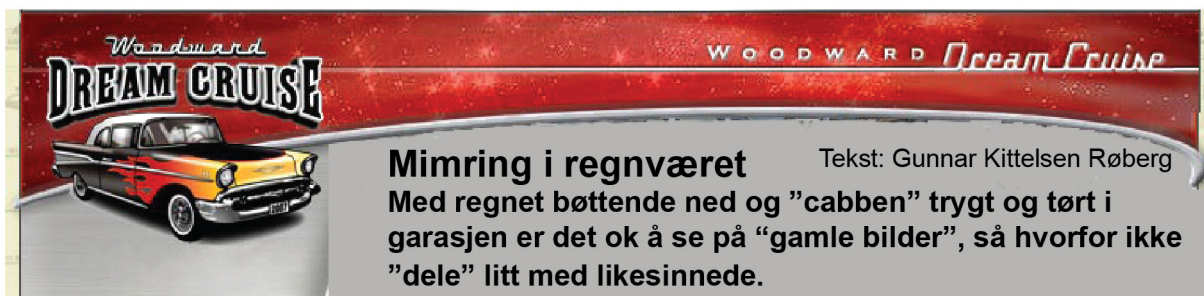 Woodward
DREAM CRUISE
WOODWARD Dream Cruise
Mimring i regnværet
Tekst: Gunnar Kittelsen Røberg
Med regnet bøttende ned og ”cabben” trygt og tørt i
garasjen er det ok å se på “gamle bilder”, så hvorfor ikke
”dele” litt med likesinnede.